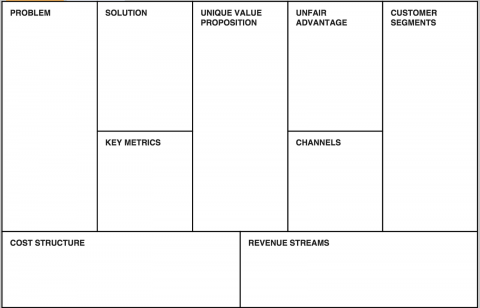 PROBLEM
SOLUTION
UNIQUE VALUE
PROPOSITION
UNFAIR
ADVANTAGE
CUSTOMER
SEGMENTS
KEY METRICS
CHANNELS
COST STRUCTURE
REVENUE STREAMS